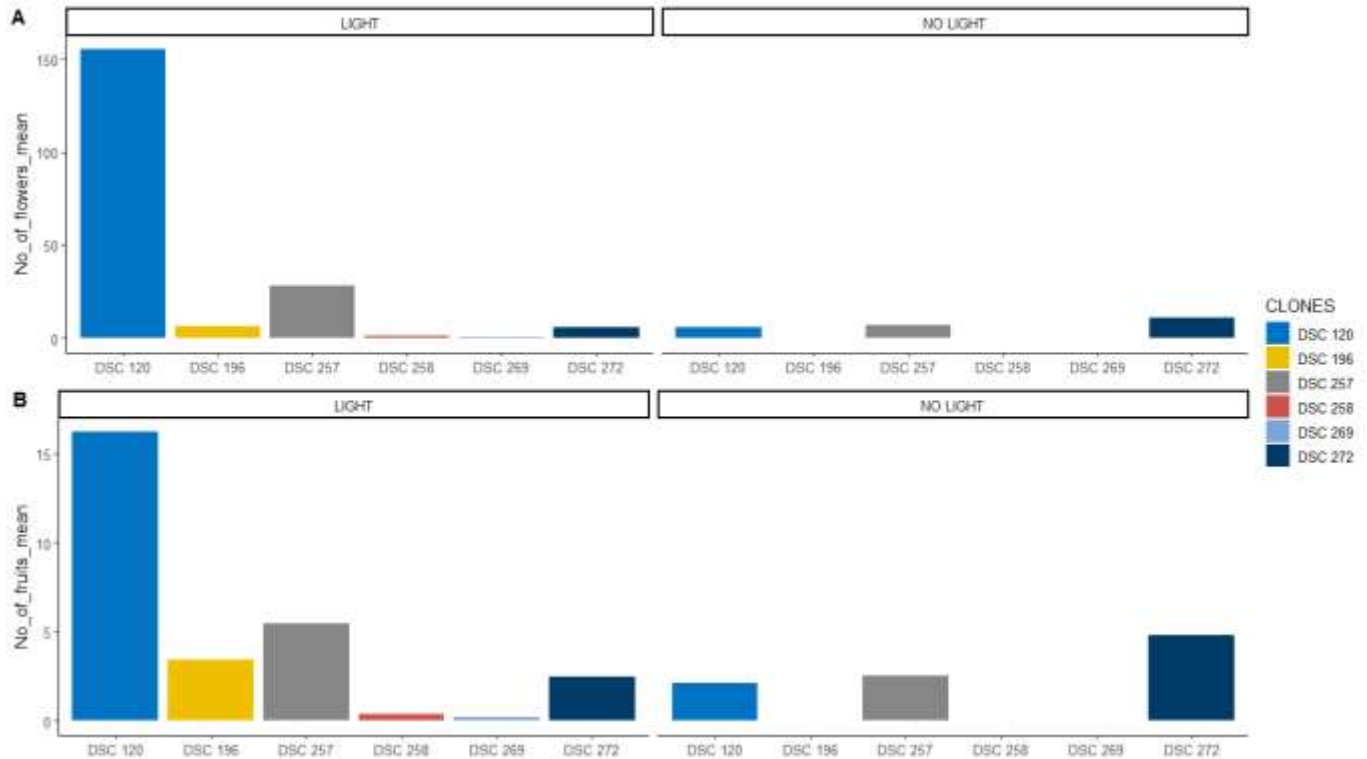 A
LIGHT
NO LIGHT
No_of_flowers_mean
150
100
50
0
DSC 120 DSC 196 DSC 257 DSC 258 DSC 269 DSC 272
DSC 120 DSC 196 DSC 257 DSC 258 DSC 269 DSC 272
B
LIGHT
NO LIGHT
No_of_fruits_mean
15
10
5
0
DSC 120 DSC 196 DSC 257 DSC 258 DSC 269 DSC 272
DSC 120 DSC 196 DSC 257 DSC 258 DSC 269 DSC 272
CLONES
DSC 120
DSC 196
DSC 257
DSC 258
DSC 269
DSC 272